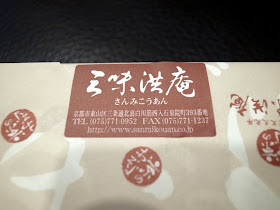 三味洪庵
さんみこうあん
京都市東山区三条通北裏白川筋西入石泉院町393番地
TEL (075)771-0952  FAX (075)771-1237
http://www.sanmikouan.co.jp